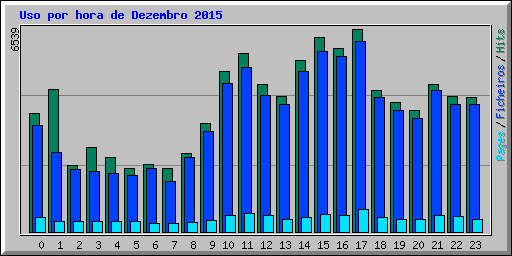 Uso por hora de Dezembro 2015
6539
Pages/Ficheiros/Hits
0 1 2 3 4 5 6 7 8 9 10 11 12 13 14 15 16 17 18 19 20 21 22 23